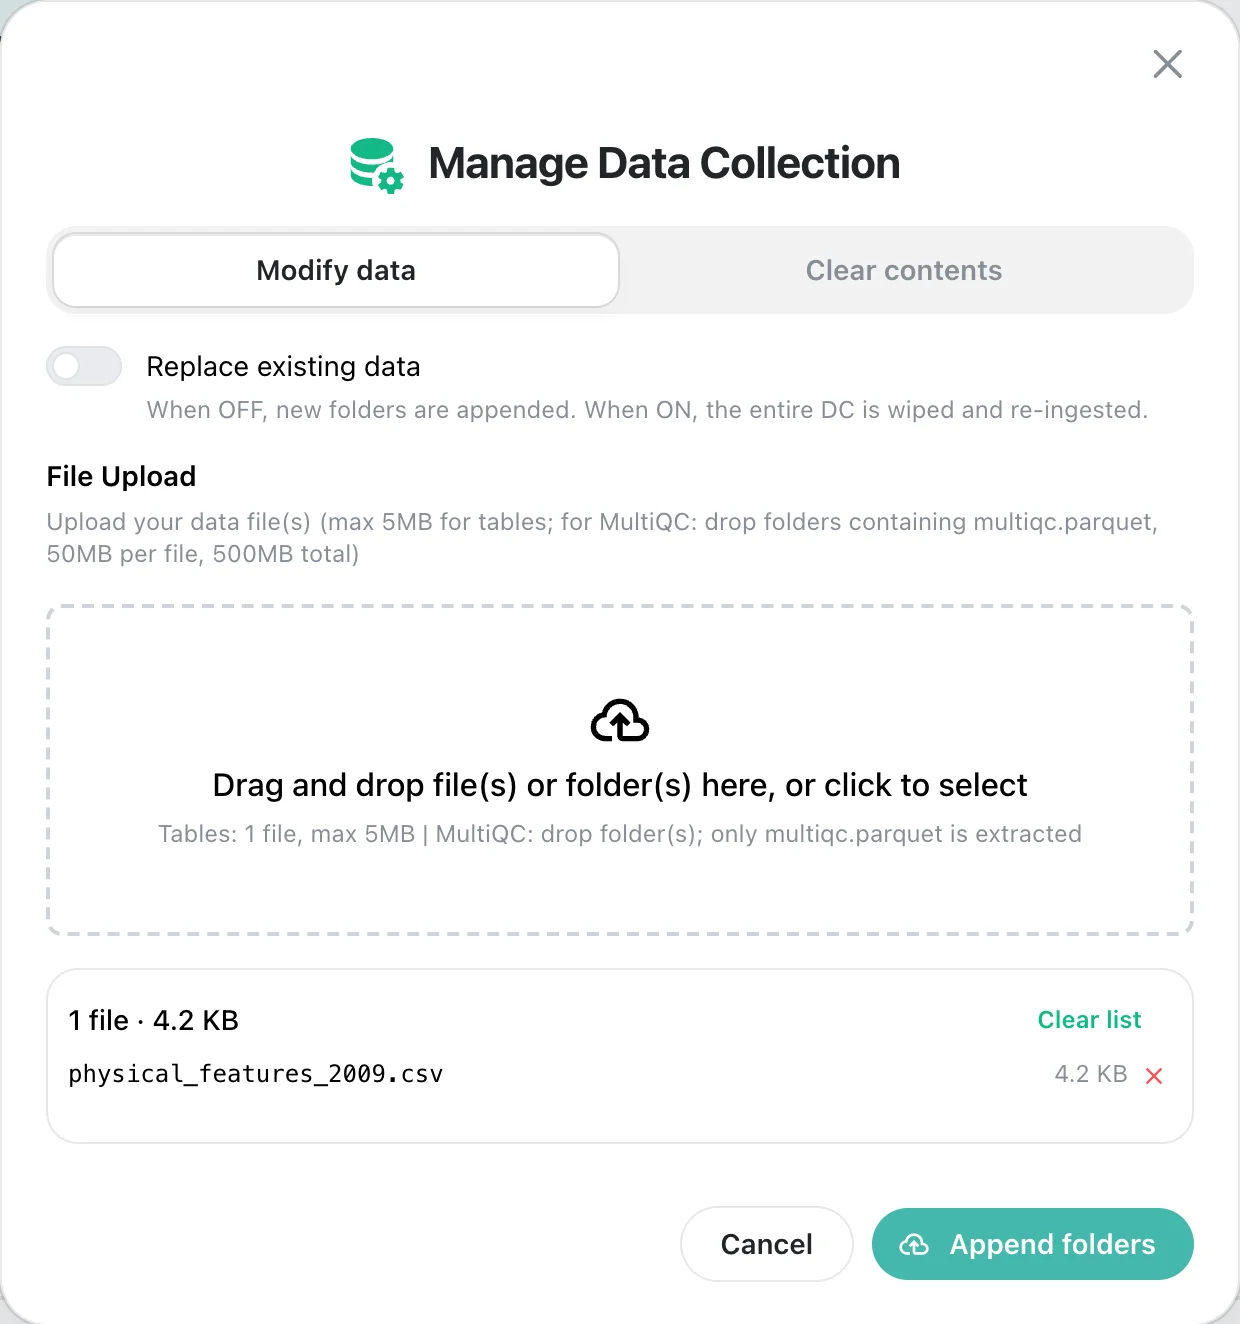 Manage Data Collection
Modify data
Clear contents
Replace existing data
When OFF, new folders are appended. When ON, the entire DC is wiped and re-ingested.
File Upload
Upload your data file(s) (max 5MB for tables; for MultiQC: drop folders containing multiqc.parquet,
50MB per file, 500MB total)
Drag and drop file(s) or folder(s) here, or click to select
Tables: 1 file, max 5MB | MultiQC: drop folder(s); only multiqc.parquet is extracted
1 file · 4.2 KB
Clear list
physical_features_2009.csv
4.2 KB
Cancel
Append folders